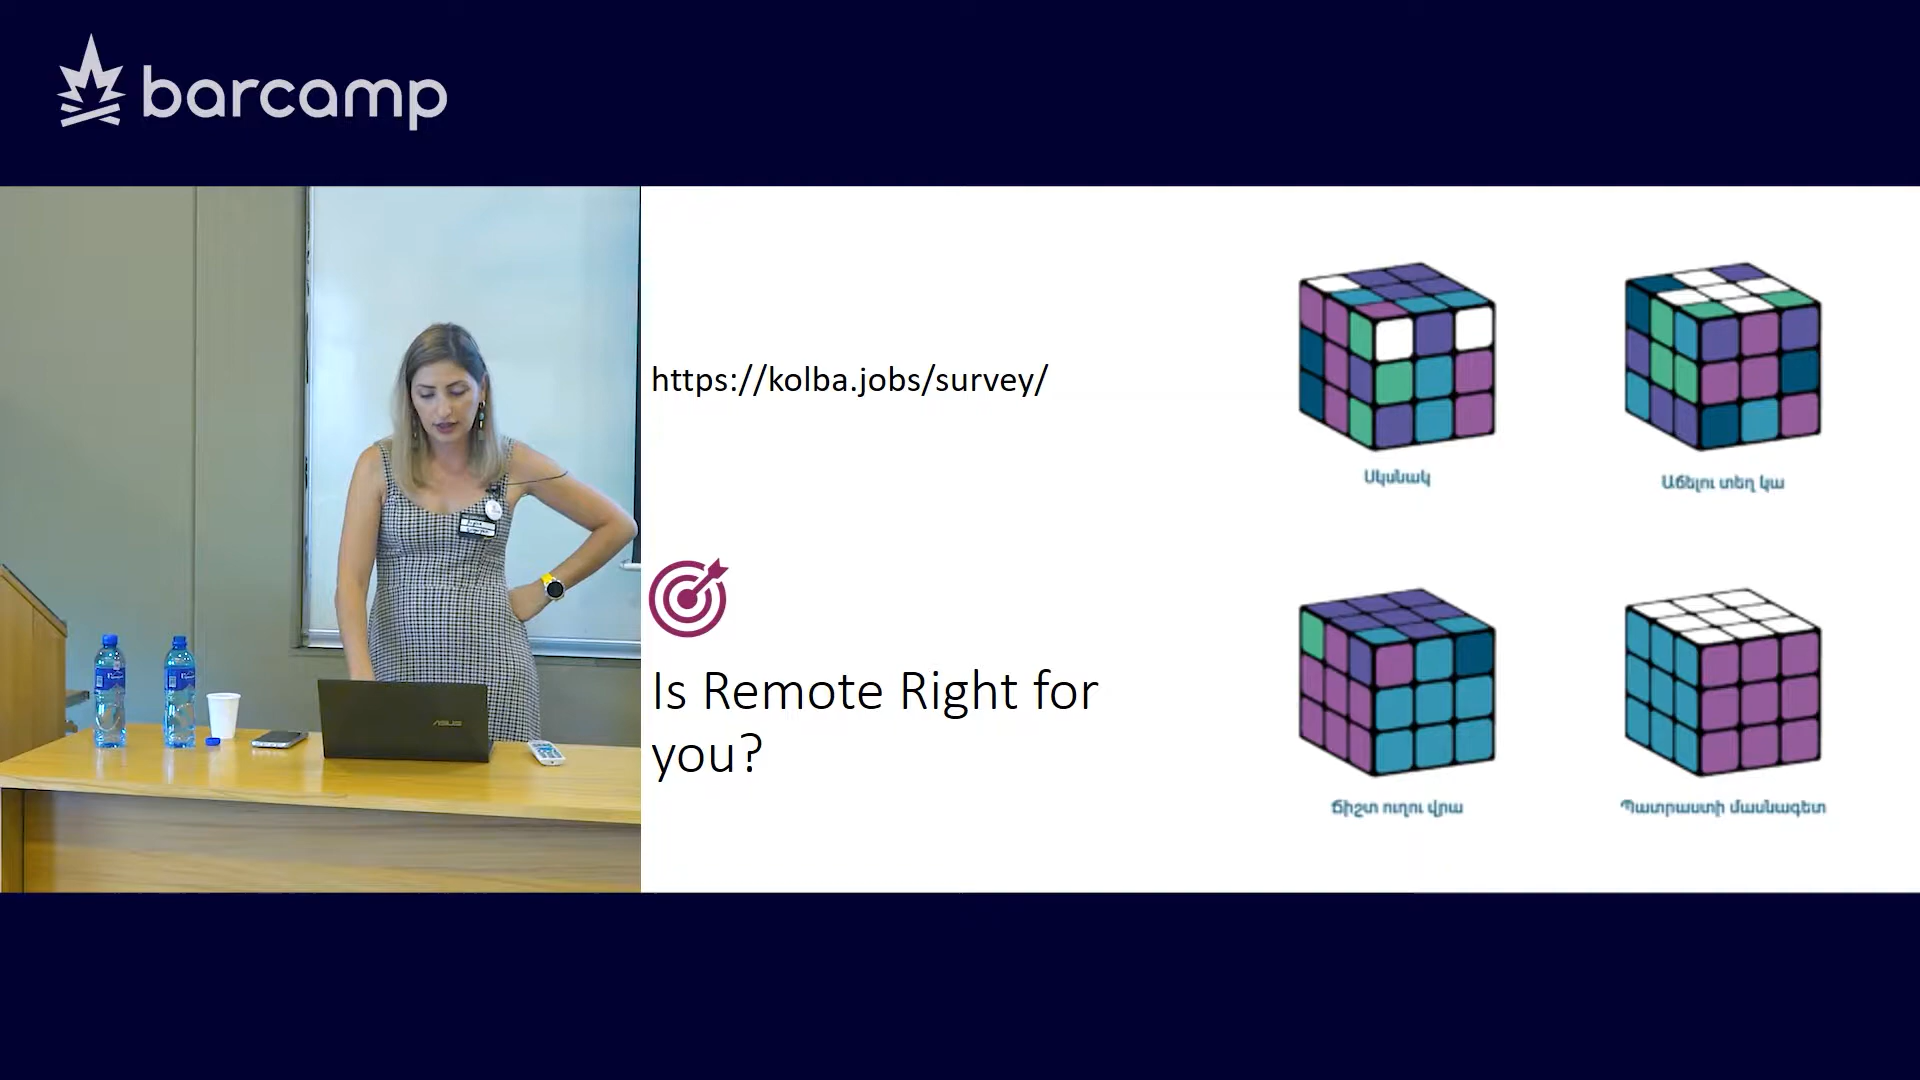 barcamp
https://kolba.jobs/survey/
Սկսնակ
Աճելու տեղ կա
Is Remote Right for
you?
Ճիշտ ուղու վրա
Պատրաստի մասնագետ
ASUS